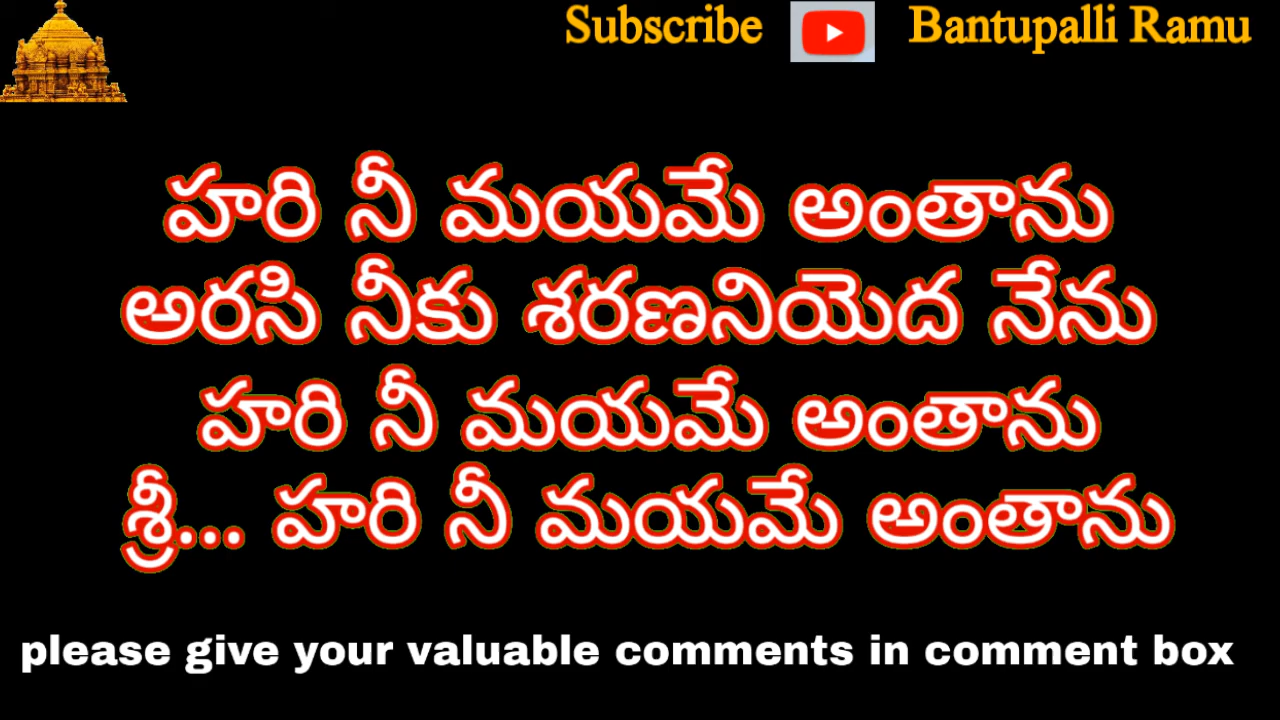 Subscribe Bantupalli Ramu
హరి నీ మయమే అంతాను
అరసి నీకు శరణనియెద నేను
హరి నీ మయమే అంతాను
శ్రీ... హరి నీ మయమే అంతాను
please give your valuable comments in comment box